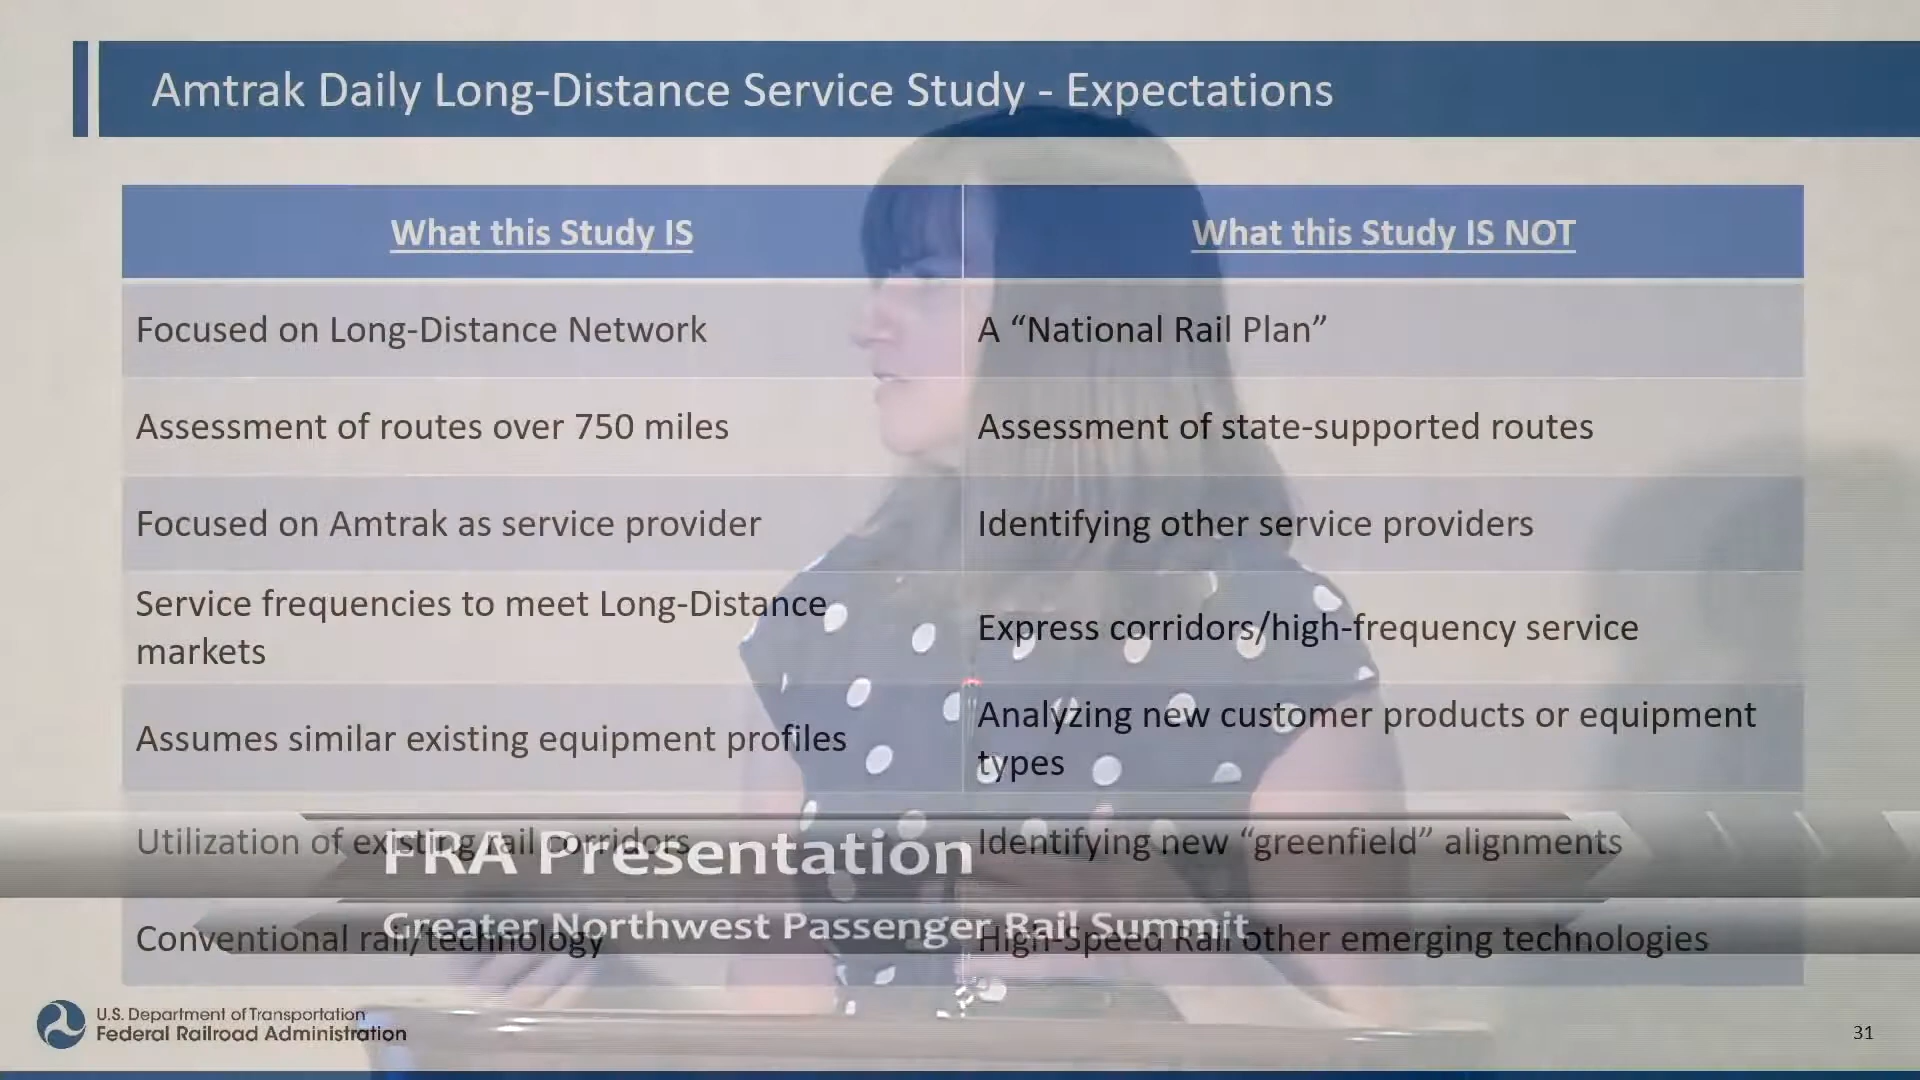 Amtrak Daily Long-Distance Service Study - Expectations
What this Study IS
What this Study IS NOT
Focused on Long-Distance Network
A “National Rail Plan”
Assessment of routes over 750 miles
Assessment of state-supported routes
Focused on Amtrak as service provider
Identifying other service providers
Service frequencies to meet Long-Distance
markets
Express corridors/high-frequency service
Assumes similar existing equipment profiles
Analyzing new customer products or equipment
types
Utilization of existing rail corridors
Identifying new “greenfield” alignments
FRA Presentation
Conventional rail/technology
High-Speed Rail other emerging technologies
Greater Northwest Passenger Rail Summit
U.S. Department of Transportation
Federal Railroad Administration
31